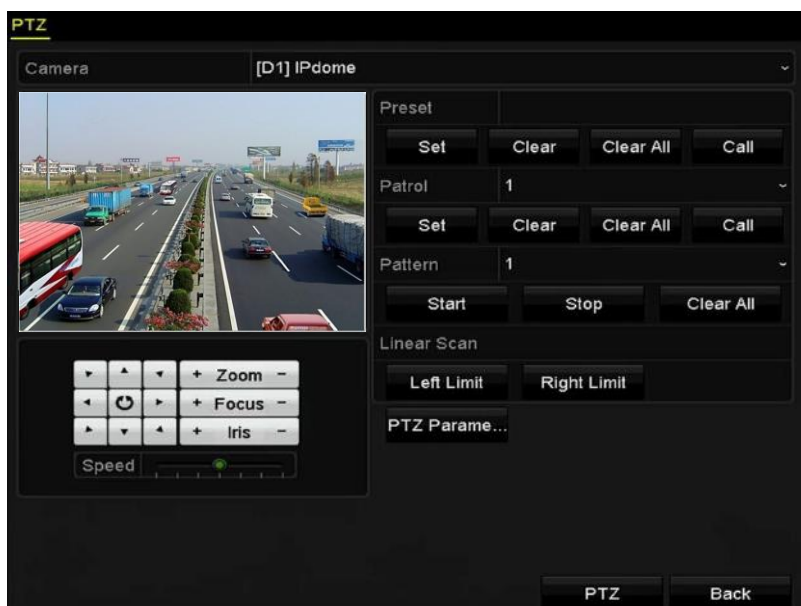 PTZ
Camera [D1] IPdome
Preset
Set Clear Clear All Call
Patrol 1
Set Clear Clear All Call
Pattern 1
Start Stop Clear All
Linear Scan
Left Limit Right Limit
PTZ Parame...
+ Zoom -
+ Focus -
+ Iris -
Speed
PTZ Back